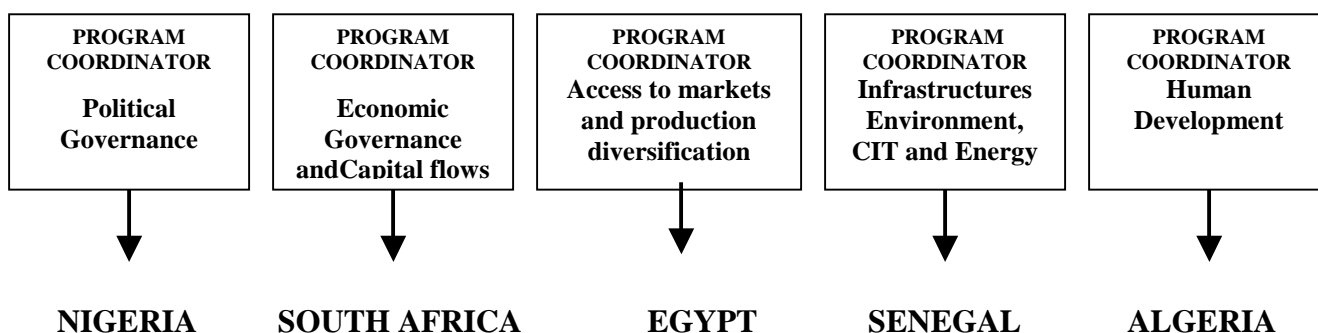 PROGRAM
COORDINATOR
Political
Governance
PROGRAM
COORDINATOR
Economic
Governance
andCapital flows
PROGRAM
COORDINATOR
Access to markets
and production
diversification
PROGRAM
COORDINATOR
Infrastructures
Environment,
CIT and Energy
PROGRAM
COORDINATOR
Human
Development
NIGERIA
SOUTH AFRICA
EGYPT
SENEGAL
ALGERIA